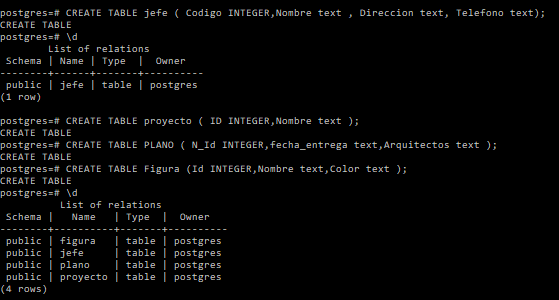 postgres=# CREATE TABLE jefe ( Codigo INTEGER,Nombre text , Direccion text, Telefono text);
CREATE TABLE
postgres=# \d
        List of relations
 Schema | Name | Type  |  Owner
--------+------+-------+----------
 public | jefe | table | postgres
(1 row)

postgres=# CREATE TABLE proyecto ( ID INTEGER,Nombre text );
CREATE TABLE
postgres=# CREATE TABLE PLANO ( N_Id INTEGER,fecha_entrega text,Arquitectos text );
CREATE TABLE
postgres=# CREATE TABLE Figura (Id INTEGER,Nombre text,Color text );
CREATE TABLE
postgres=# \d
          List of relations
 Schema |   Name   | Type  |  Owner
--------+----------+-------+----------
 public | figura   | table | postgres
 public | jefe     | table | postgres
 public | plano    | table | postgres
 public | proyecto | table | postgres
(4 rows)